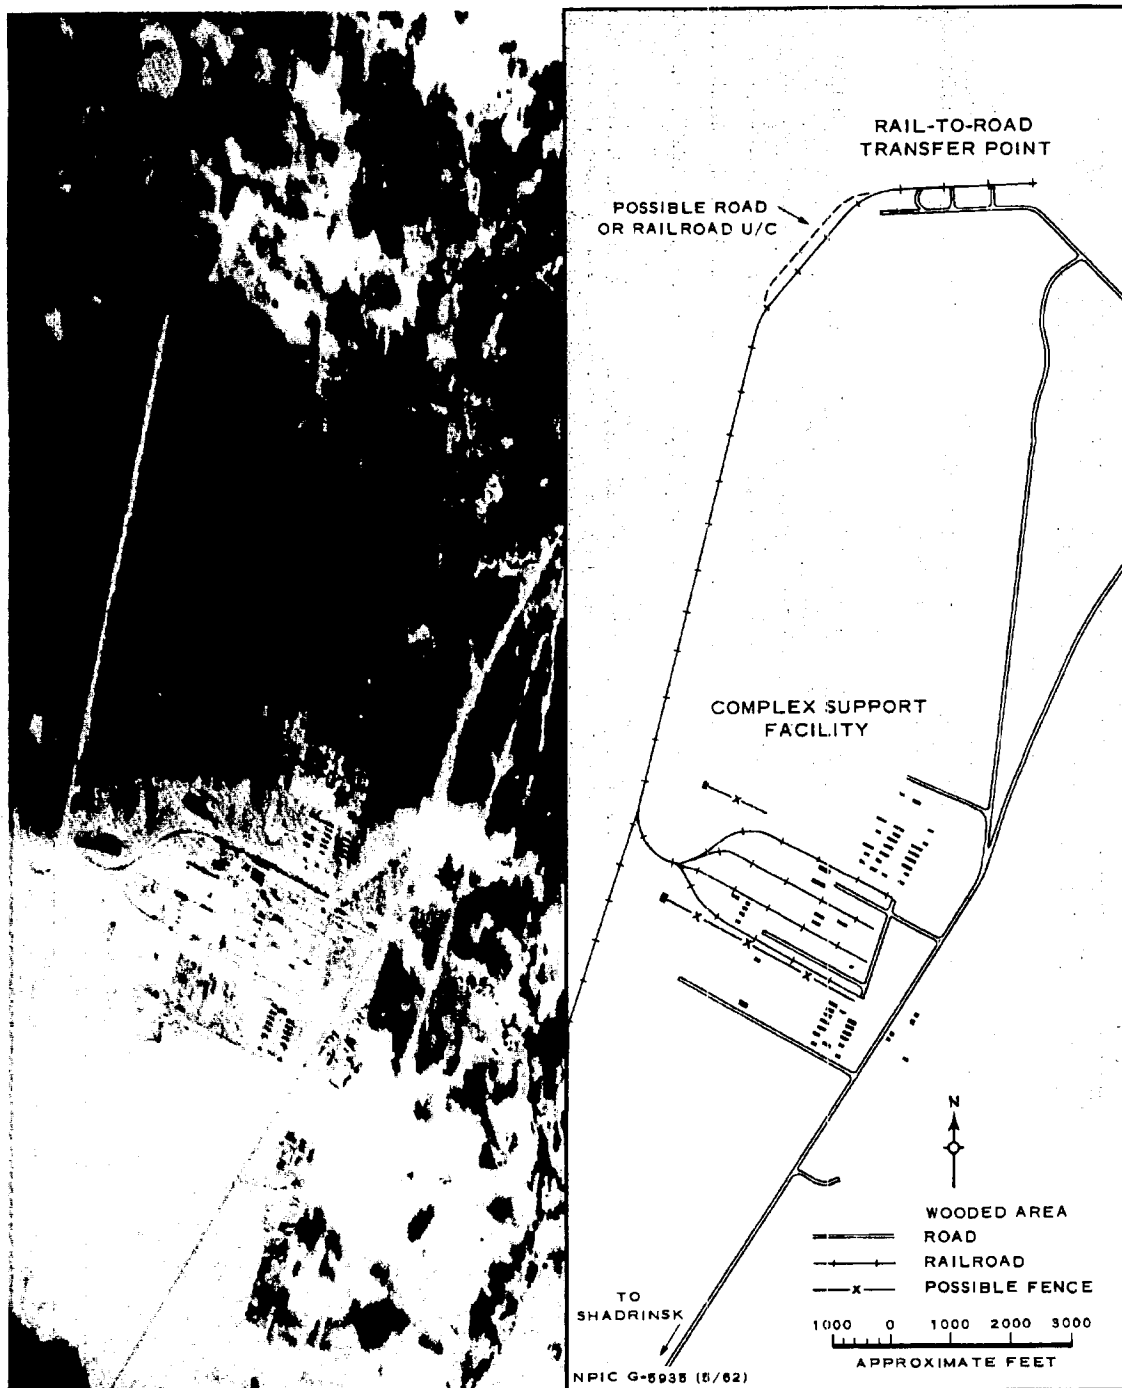 RAIL-TO-ROAD
TRANSFER POINT
POSSIBLE ROAD
OR RAILROAD U/C
COMPLEX SUPPORT
FACILITY
N
WOODED AREA
ROAD
RAILROAD
x POSSIBLE FENCE
TO
SHADRINSK
1000 0 1000 2000 3000
APPROXIMATE FEET
NPIC G-5935 (5/62)